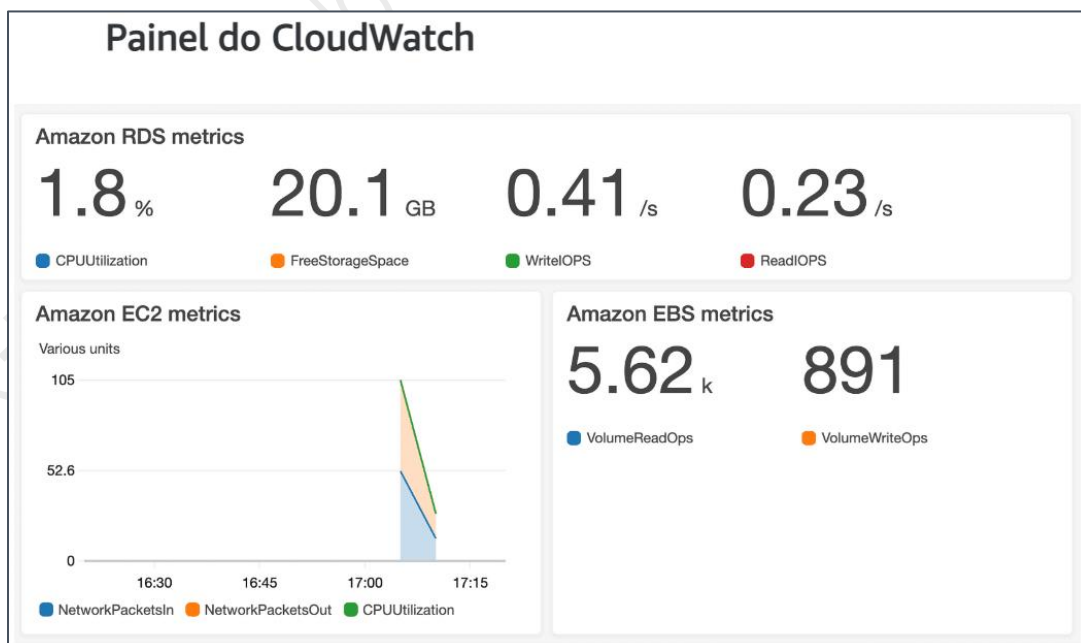 Painel do CloudWatch
Amazon RDS metrics
1.8 % 20.1 GB 0.41 /s 0.23 /s
CPUUtilization FreeStorageSpace WriteIOPS ReadIOPS
Amazon EC2 metrics
Various units
105
52.6
0
16:30 16:45 17:00 17:15
NetworkPacketsIn NetworkPacketsOut CPUUtilization
Amazon EBS metrics
5.62 k 891
VolumeReadOps VolumeWriteOps